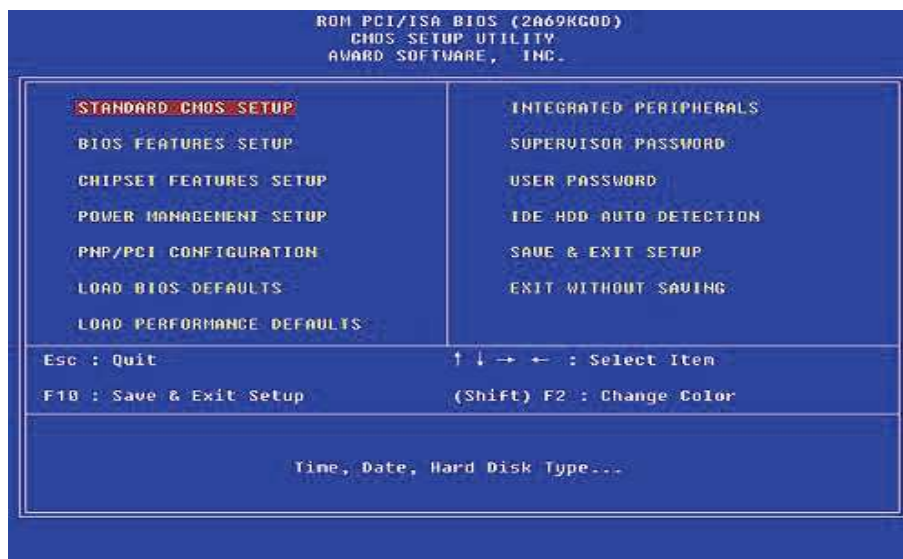 ROM PCI/ISA BIOS (2A69KG0D)
CMOS SETUP UTILITY
AWARD SOFTWARE, INC.
STANDARD CMOS SETUP
BIOS FEATURES SETUP
CHIPSET FEATURES SETUP
POWER MANAGEMENT SETUP
PNP/PCI CONFIGURATION
LOAD BIOS DEFAULTS
LOAD PERFORMANCE DEFAULTS
INTEGRATED PERIPHERALS
SUPERVISOR PASSWORD
USER PASSWORD
IDE HDD AUTO DETECTION
SAVE & EXIT SETUP
EXIT WITHOUT SAVING
Esc : Quit
F10 : Save & Exit Setup
↑ ↓ → ← : Select Item
(Shift) F2 : Change Color
Time, Date, Hard Disk Type...